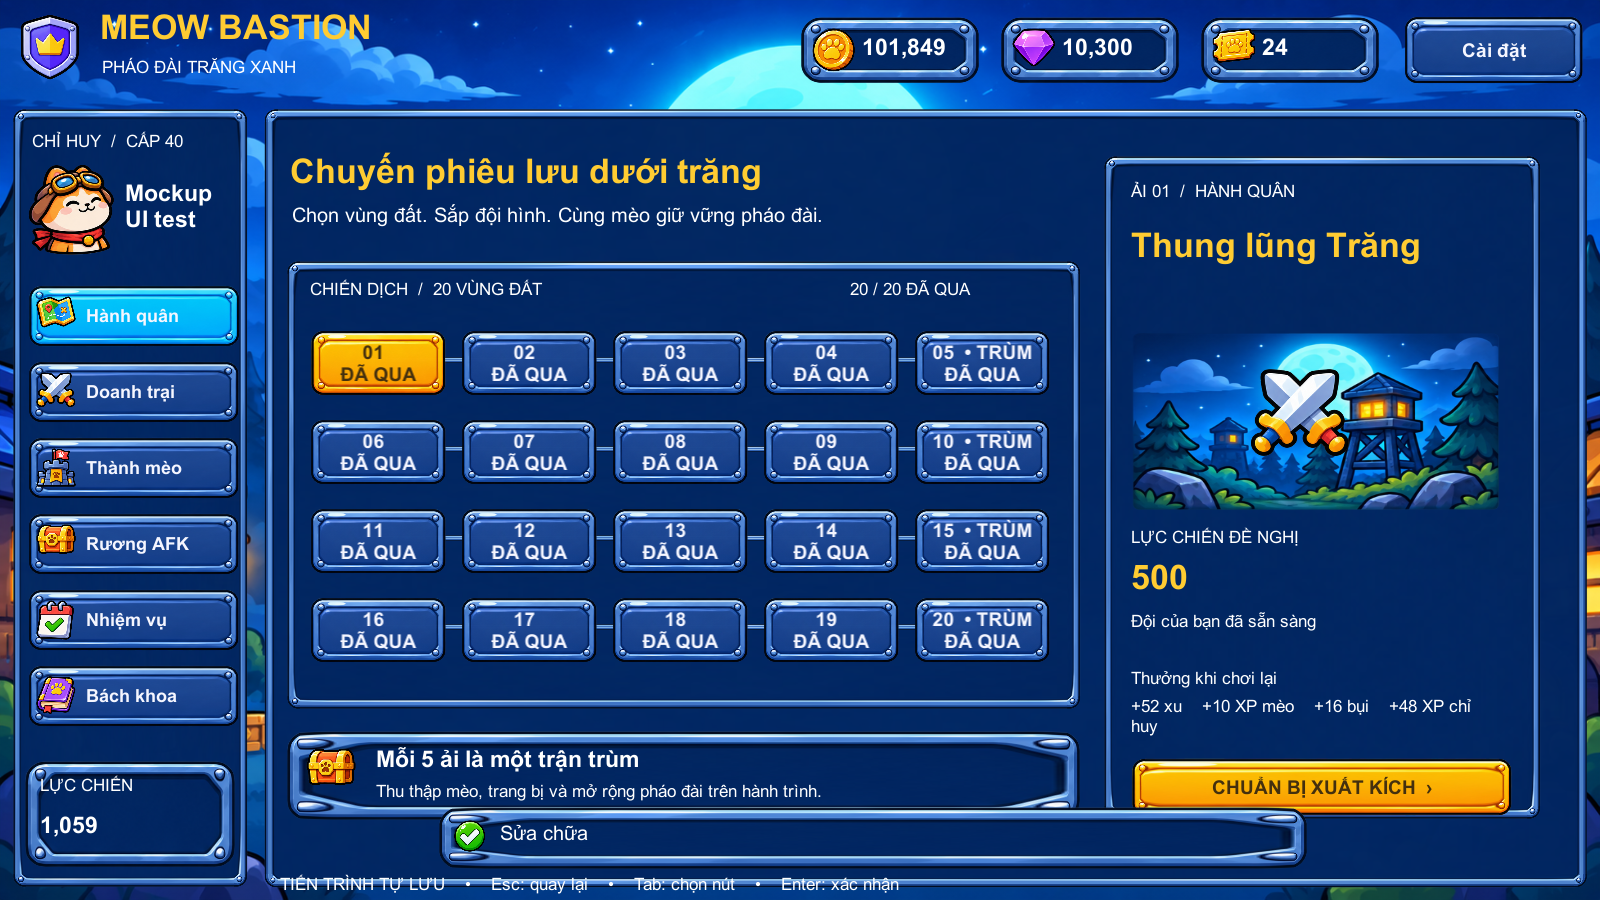 MEOW BASTION
PHÁO ĐÀI TRĂNG XANH
101,849
10,300
24
Cài đặt
CHỈ HUY / CẤP 40
Mockup
UI test
Hành quân
Doanh trại
Thành mèo
Rương AFK
Nhiệm vụ
Bách khoa
LỰC CHIẾN
1,059
Chuyến phiêu lưu dưới trăng
Chọn vùng đất. Sắp đội hình. Cùng mèo giữ vững pháo đài.
CHIẾN DỊCH / 20 VÙNG ĐẤT
20 / 20 ĐÃ QUA
01
ĐÃ QUA
02
ĐÃ QUA
03
ĐÃ QUA
04
ĐÃ QUA
05 • TRÙM
ĐÃ QUA
06
ĐÃ QUA
07
ĐÃ QUA
08
ĐÃ QUA
09
ĐÃ QUA
10 • TRÙM
ĐÃ QUA
11
ĐÃ QUA
12
ĐÃ QUA
13
ĐÃ QUA
14
ĐÃ QUA
15 • TRÙM
ĐÃ QUA
16
ĐÃ QUA
17
ĐÃ QUA
18
ĐÃ QUA
19
ĐÃ QUA
20 • TRÙM
ĐÃ QUA
Mỗi 5 ải là một trận trùm
Thu thập mèo, trang bị và mở rộng pháo đài trên hành trình.
Sửa chữa
ẢI 01 / HÀNH QUÂN
Thung lũng Trăng
LỰC CHIẾN ĐỀ NGHỊ
500
Đội của bạn đã sẵn sàng
Thưởng khi chơi lại
+52 xu +10 XP mèo +16 bụi +48 XP chỉ
huy
CHUẨN BỊ XUẤT KÍCH ›
TIẾN TRÌNH TỰ LƯU • Esc: quay lại • Tab: chọn nút • Enter: xác nhận